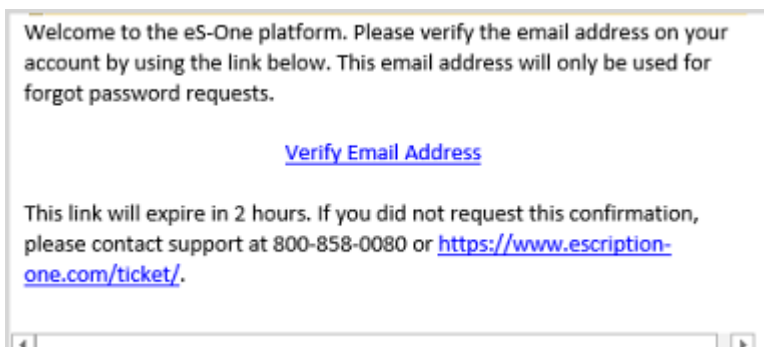 Welcome to the eS-One platform. Please verify the email address on your
account by using the link below. This email address will only be used for
forgot password requests.
Verify Email Address
This link will expire in 2 hours. If you did not request this confirmation,
please contact support at 800-858-0080 or https://www.escription-
one.com/ticket/.